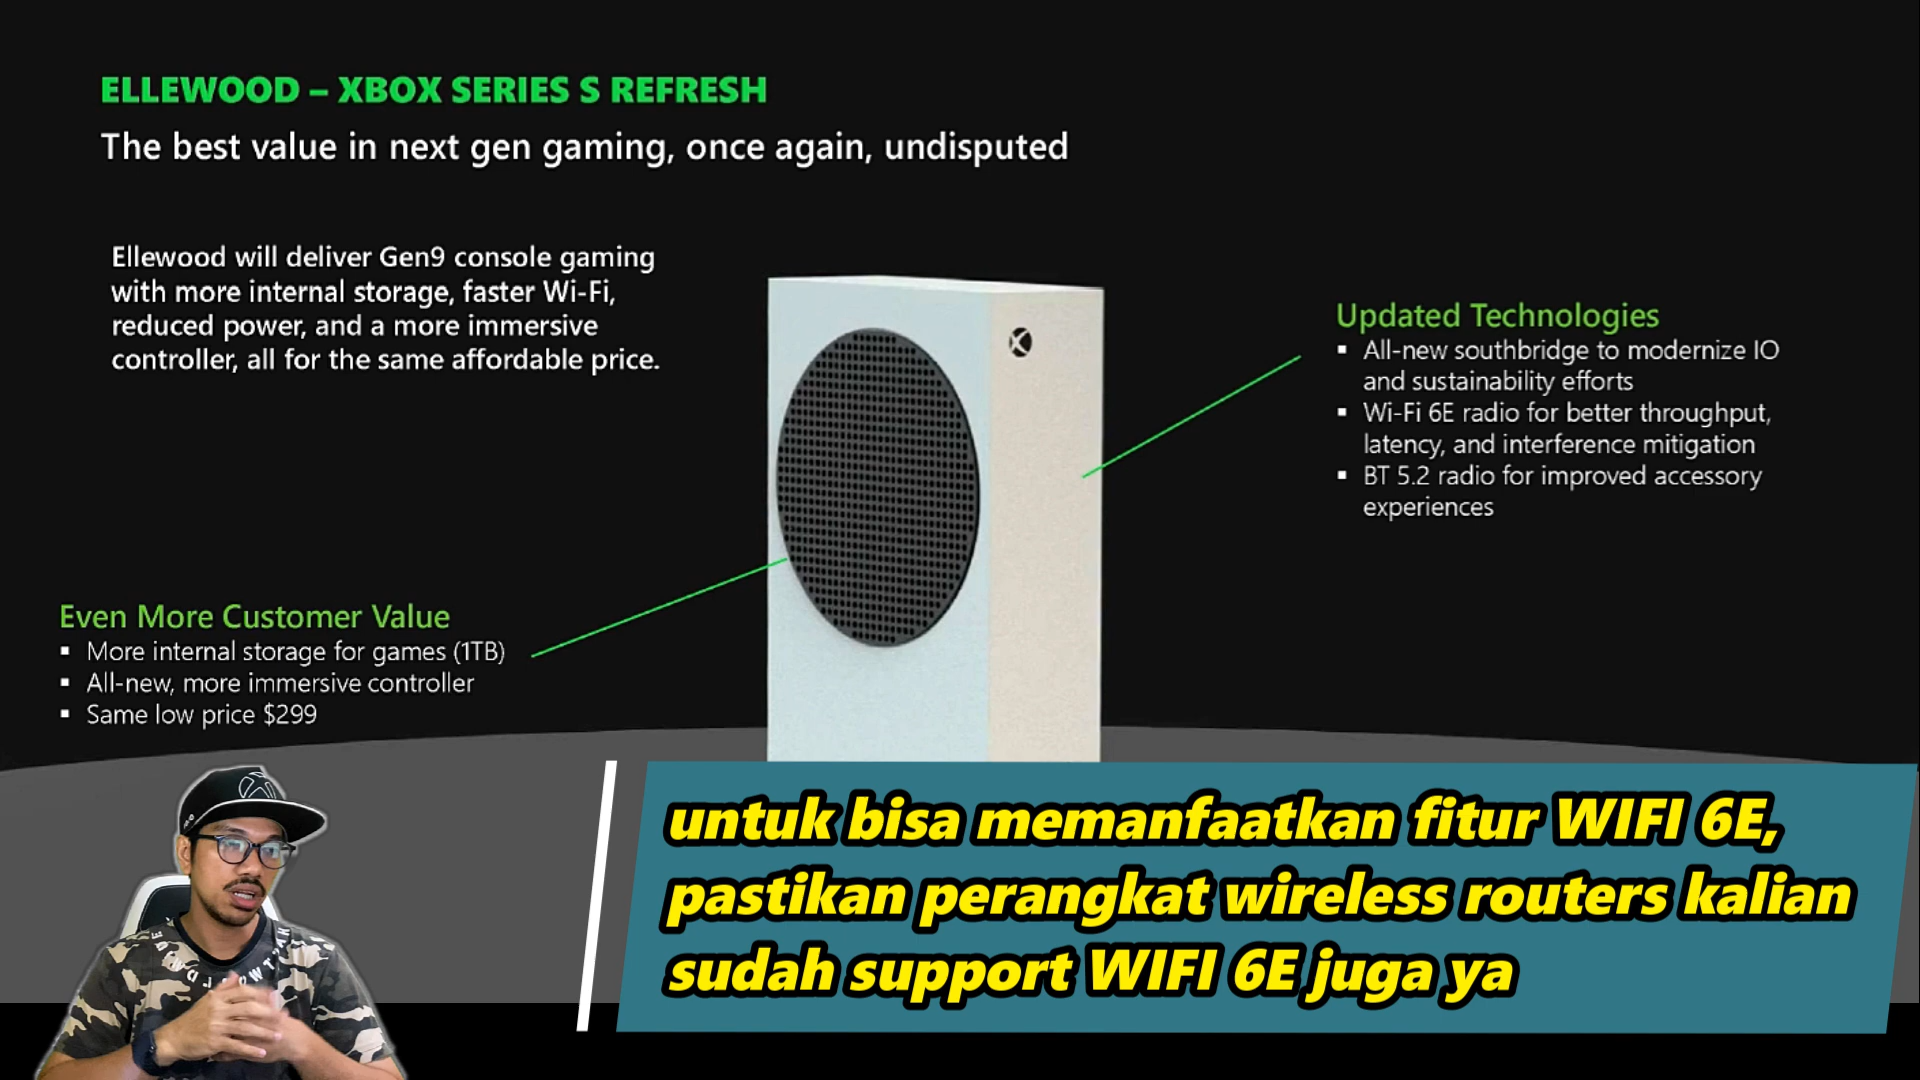 ELLEWOOD – XBOX SERIES S REFRESH
The best value in next gen gaming, once again, undisputed
Ellewood will deliver Gen9 console gaming
with more internal storage, faster Wi-Fi,
reduced power, and a more immersive
controller, all for the same affordable price.
Updated Technologies
▪ All-new southbridge to modernize IO
and sustainability efforts
▪ Wi-Fi 6E radio for better throughput,
latency, and interference mitigation
▪ BT 5.2 radio for improved accessory
experiences
Even More Customer Value
▪ More internal storage for games (1TB)
▪ All-new, more immersive controller
▪ Same low price $299
untuk bisa memanfaatkan fitur WIFI 6E,
pastikan perangkat wireless routers kalian
sudah support WIFI 6E juga ya